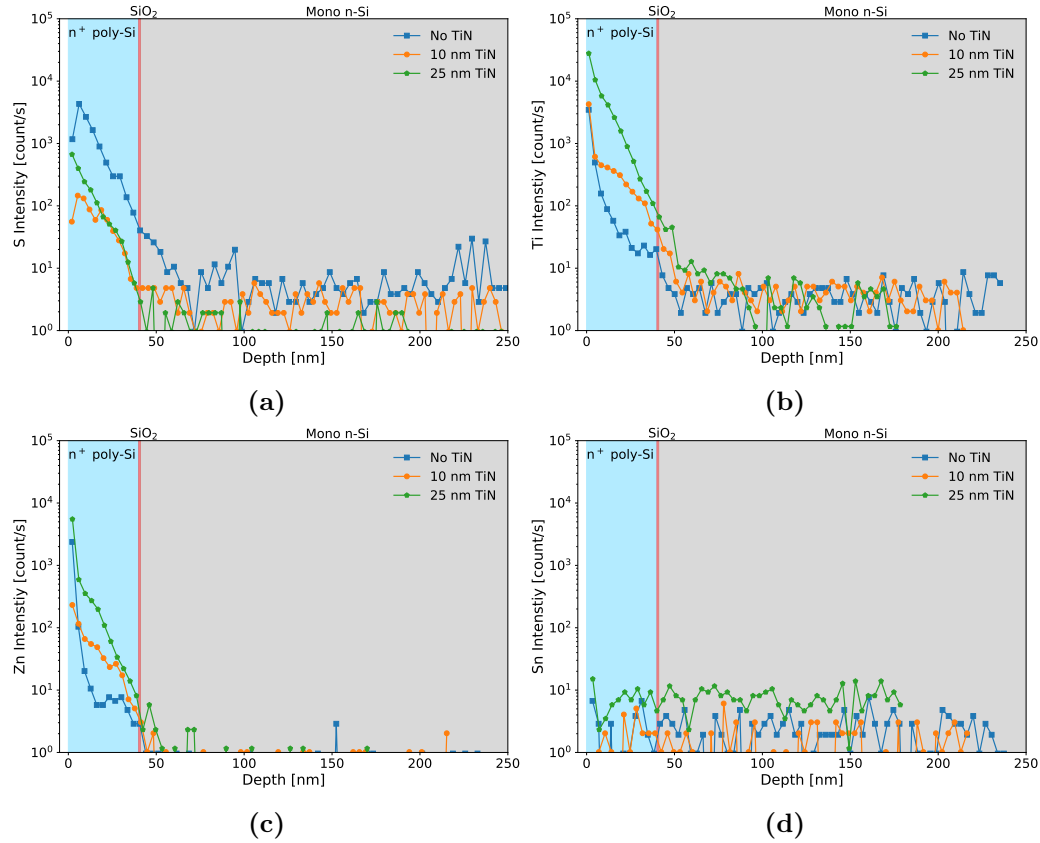 SiO₂ Mono n-Si
n⁺ poly-Si
No TiN
10 nm TiN
25 nm TiN
10⁵
10⁴
10³
10²
10¹
10⁰
S Intensity [count/s]
0 50 100 150 200 250
Depth [nm]
(a)
SiO₂ Mono n-Si
n⁺ poly-Si
No TiN
10 nm TiN
25 nm TiN
10⁵
10⁴
10³
10²
10¹
10⁰
Ti Intenstiy [count/s]
0 50 100 150 200 250
Depth [nm]
(b)
SiO₂ Mono n-Si
n⁺ poly-Si
No TiN
10 nm TiN
25 nm TiN
10⁵
10⁴
10³
10²
10¹
10⁰
Zn Intenstiy [count/s]
0 50 100 150 200 250
Depth [nm]
(c)
SiO₂ Mono n-Si
n⁺ poly-Si
No TiN
10 nm TiN
25 nm TiN
10⁵
10⁴
10³
10²
10¹
10⁰
Sn Intenstiy [count/s]
0 50 100 150 200 250
Depth [nm]
(d)